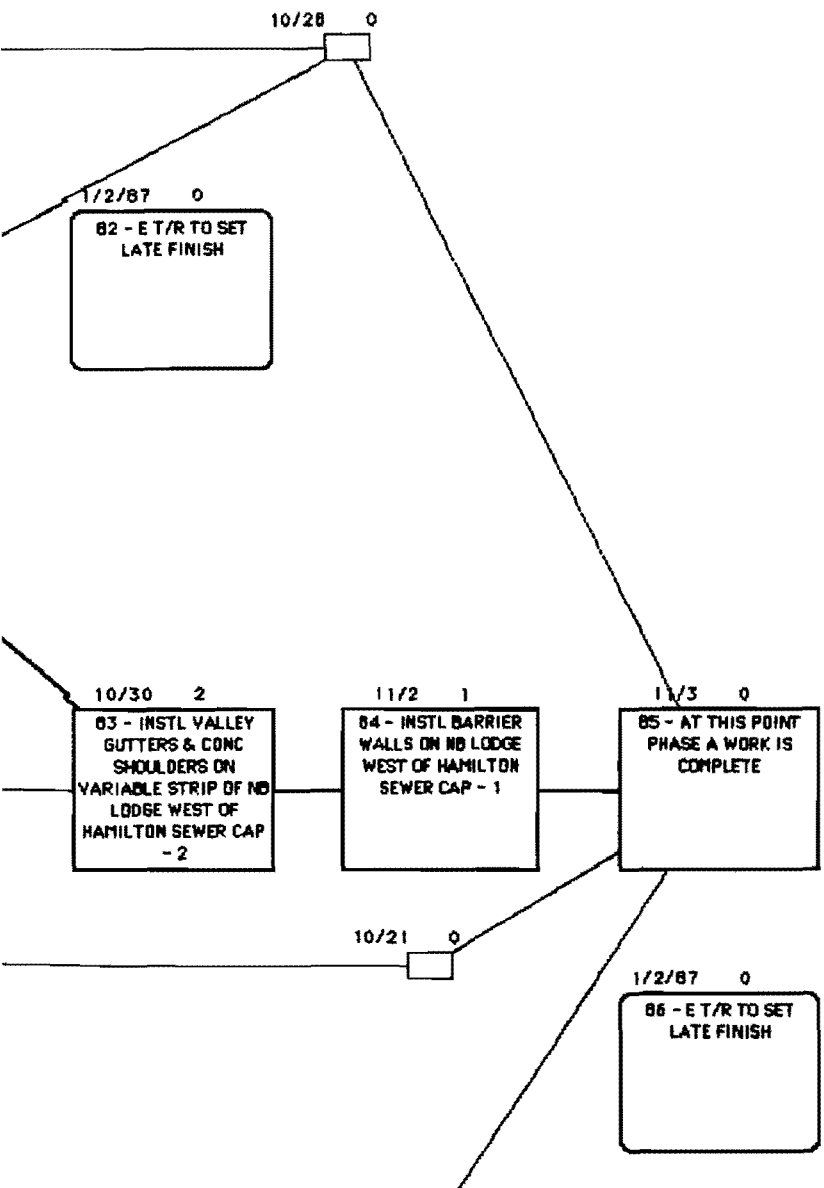 10/28 0
1/2/87 0
82 - E T/R TO SET
LATE FINISH
10/30 2
83 - INSTL VALLEY
GUTTERS & CONC
SHOULDERS ON
VARIABLE STRIP OF NB
LODGE WEST OF
HAMILTON SEWER CAP
- 2
11/2 1
84 - INSTL BARRIER
WALLS ON NB LODGE
WEST OF HAMILTON
SEWER CAP - 1
11/3 0
85 - AT THIS POINT
PHASE A WORK IS
COMPLETE
10/21 0
1/2/87 0
86 - E T/R TO SET
LATE FINISH